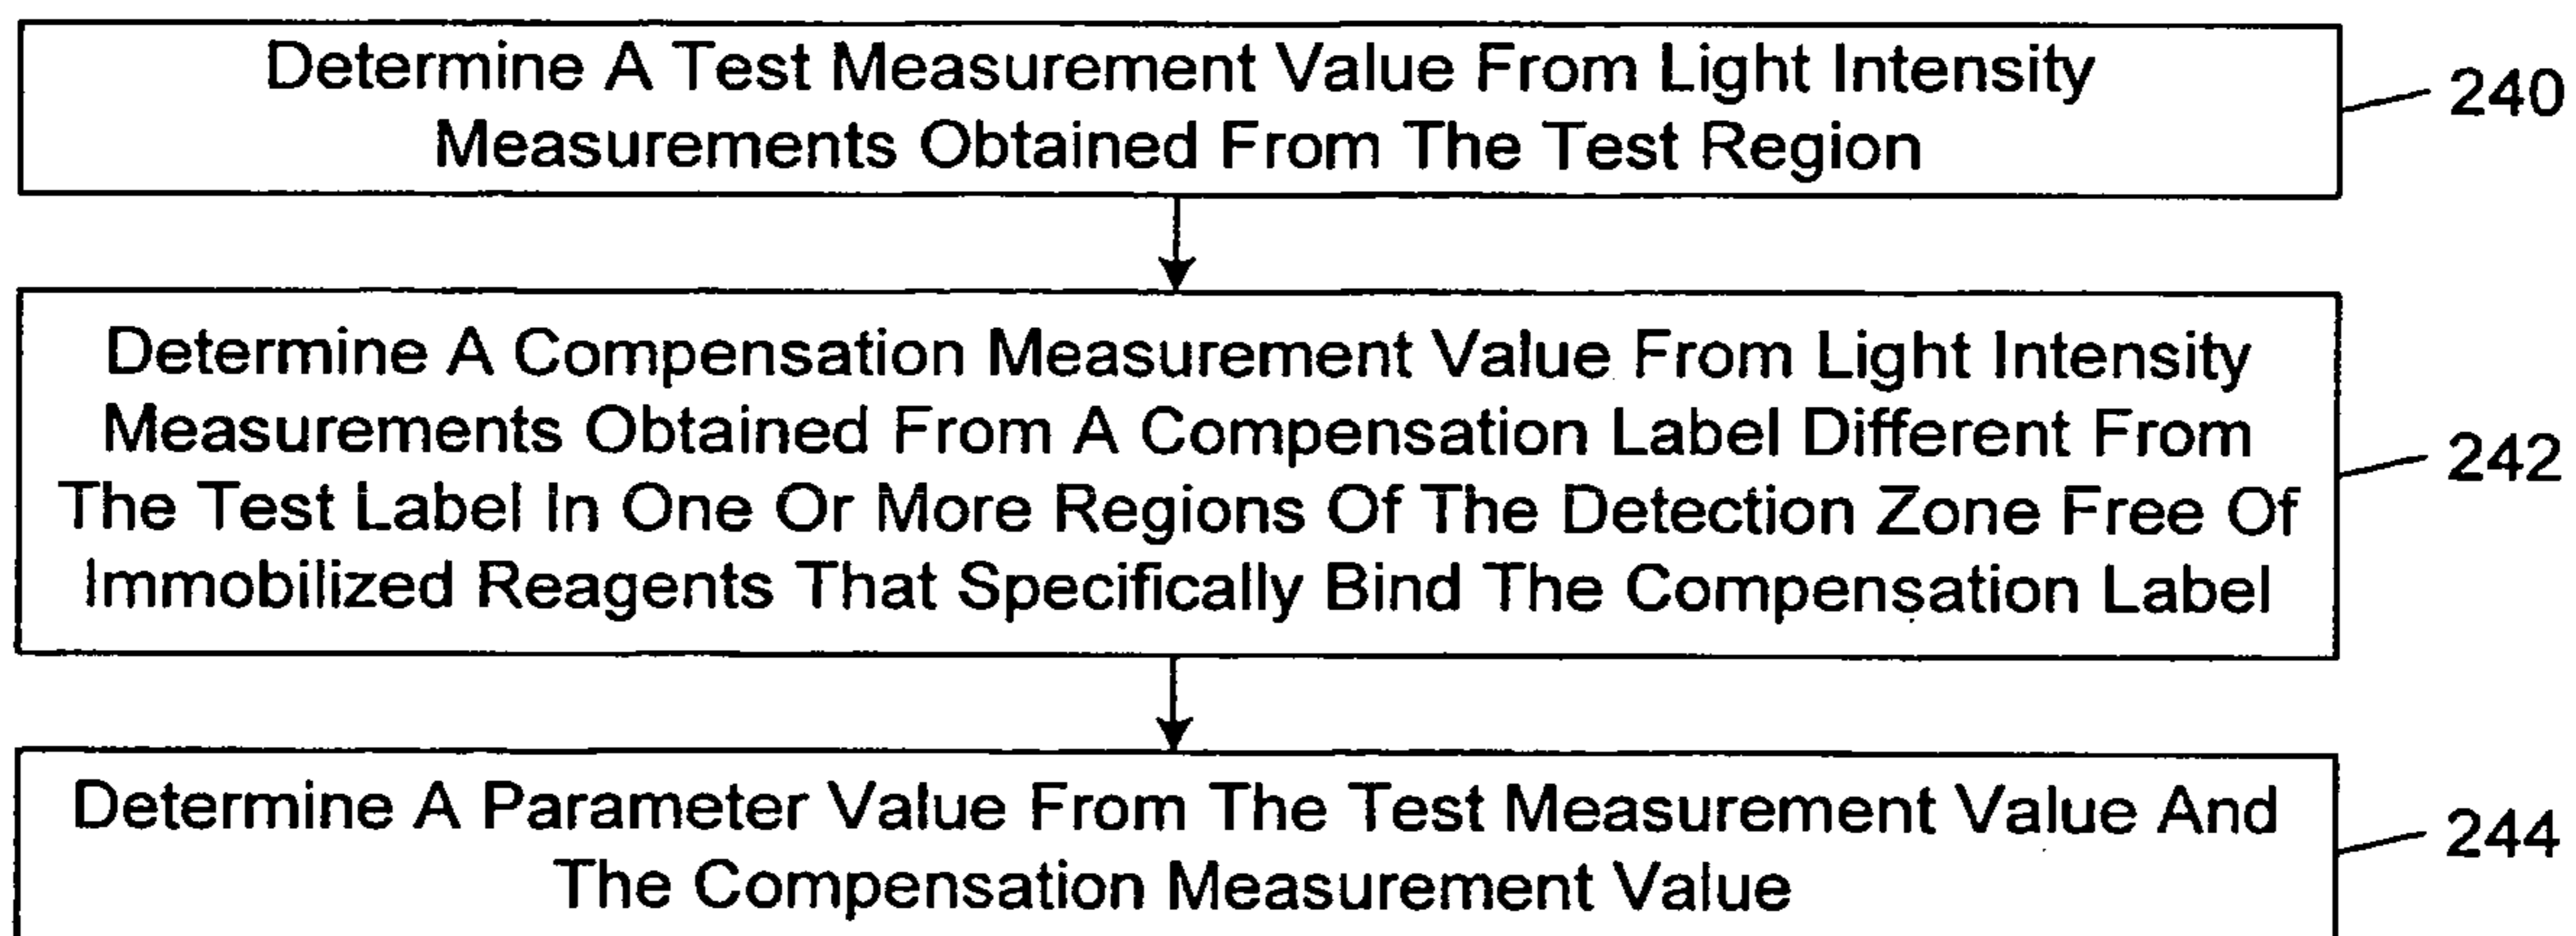 Determine A Test Measurement Value From Light Intensity
Measurements Obtained From The Test Region
240
Determine A Compensation Measurement Value From Light Intensity
Measurements Obtained From A Compensation Label Different From
The Test Label In One Or More Regions Of The Detection Zone Free Of
Immobilized Reagents That Specifically Bind The Compensation Label
242
Determine A Parameter Value From The Test Measurement Value And
The Compensation Measurement Value
244